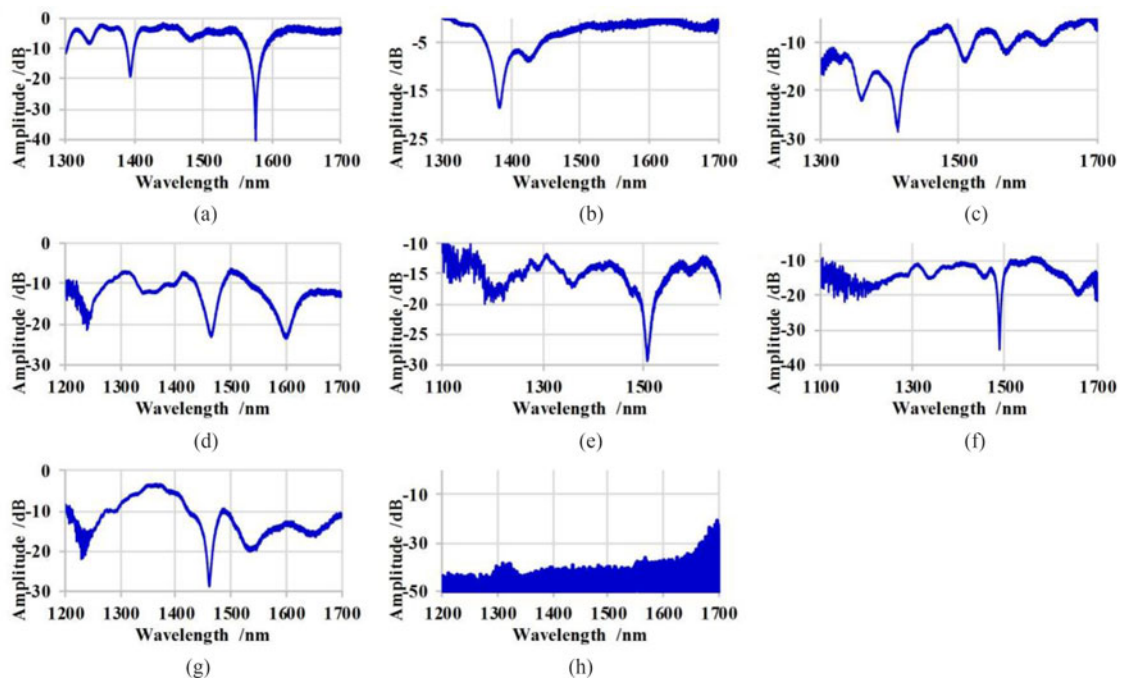 Amplitude /dB
0
-10
-20
-30
-40
1300 1400 1500 1600 1700
Wavelength /nm
(a)
Amplitude /dB
0
-5
-15
-25
1300 1400 1500 1600 1700
Wavelength /nm
(b)
Amplitude /dB
-10
-20
-30
1300 1500 1700
Wavelength /nm
(c)
Amplitude /dB
0
-10
-20
-30
1200 1300 1400 1500 1600 1700
Wavelength /nm
(d)
Amplitude /dB
-10
-15
-20
-25
-30
1100 1300 1500
Wavelength /nm
(e)
Amplitude /dB
-10
-20
-30
-40
1100 1300 1500 1700
Wavelength /nm
(f)
Amplitude /dB
0
-10
-20
-30
1200 1300 1400 1500 1600 1700
Wavelength /nm
(g)
Amplitude /dB
-10
-30
-50
1200 1300 1400 1500 1600 1700
Wavelength /nm
(h)